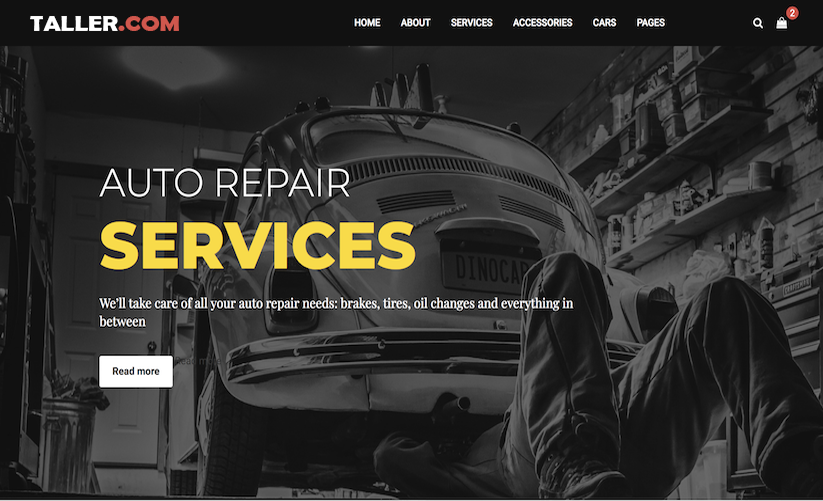 TALLER.COM
HOME ABOUT SERVICES ACCESSORIES CARS PAGES
2
AUTO REPAIR
SERVICES
DINOCAR
We'll take care of all your auto repair needs: brakes, tires, oil changes and everything in
between
Read more